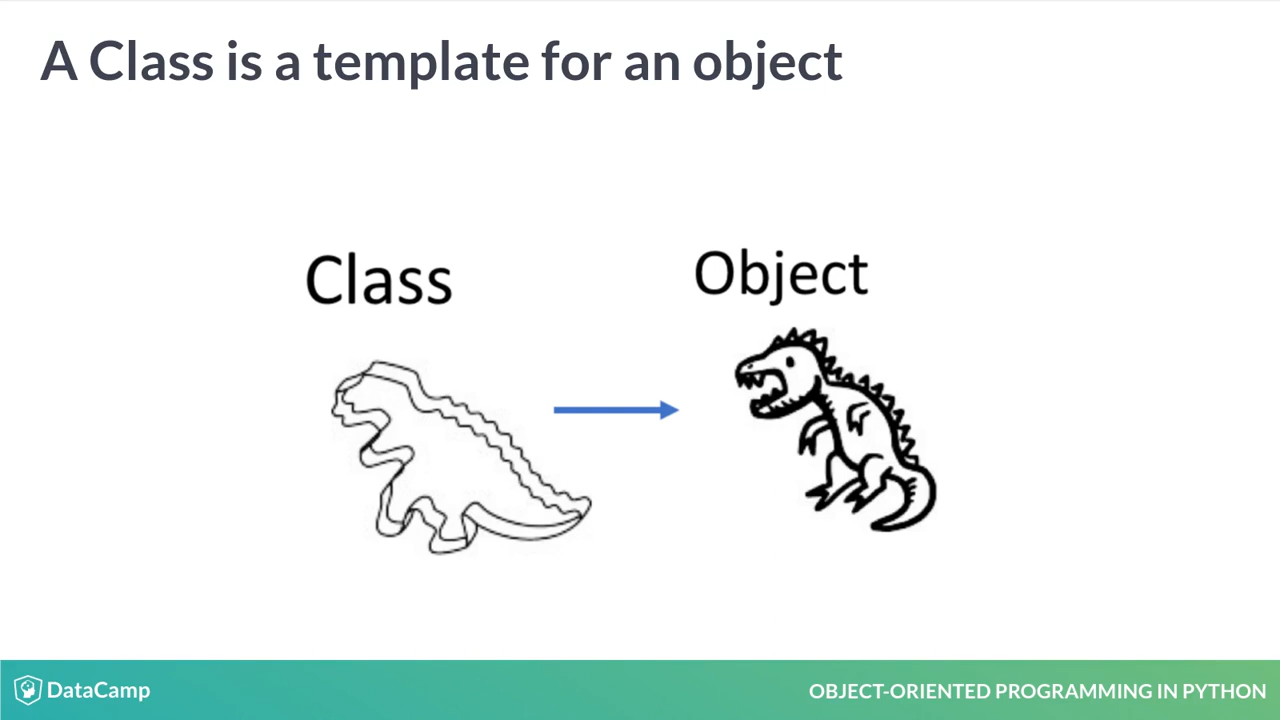 A Class is a template for an object
Class
Object
DataCamp
OBJECT-ORIENTED PROGRAMMING IN PYTHON